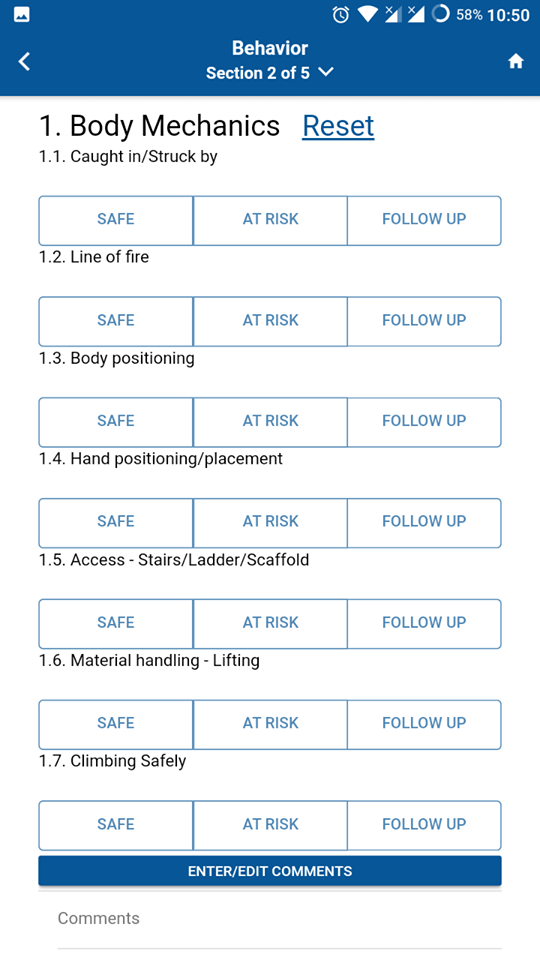 58% 10:50
Behavior
Section 2 of 5
1. Body Mechanics Reset
1.1. Caught in/Struck by
SAFE AT RISK FOLLOW UP
1.2. Line of fire
SAFE AT RISK FOLLOW UP
1.3. Body positioning
SAFE AT RISK FOLLOW UP
1.4. Hand positioning/placement
SAFE AT RISK FOLLOW UP
1.5. Access - Stairs/Ladder/Scaffold
SAFE AT RISK FOLLOW UP
1.6. Material handling - Lifting
SAFE AT RISK FOLLOW UP
1.7. Climbing Safely
SAFE AT RISK FOLLOW UP
ENTER/EDIT COMMENTS
Comments